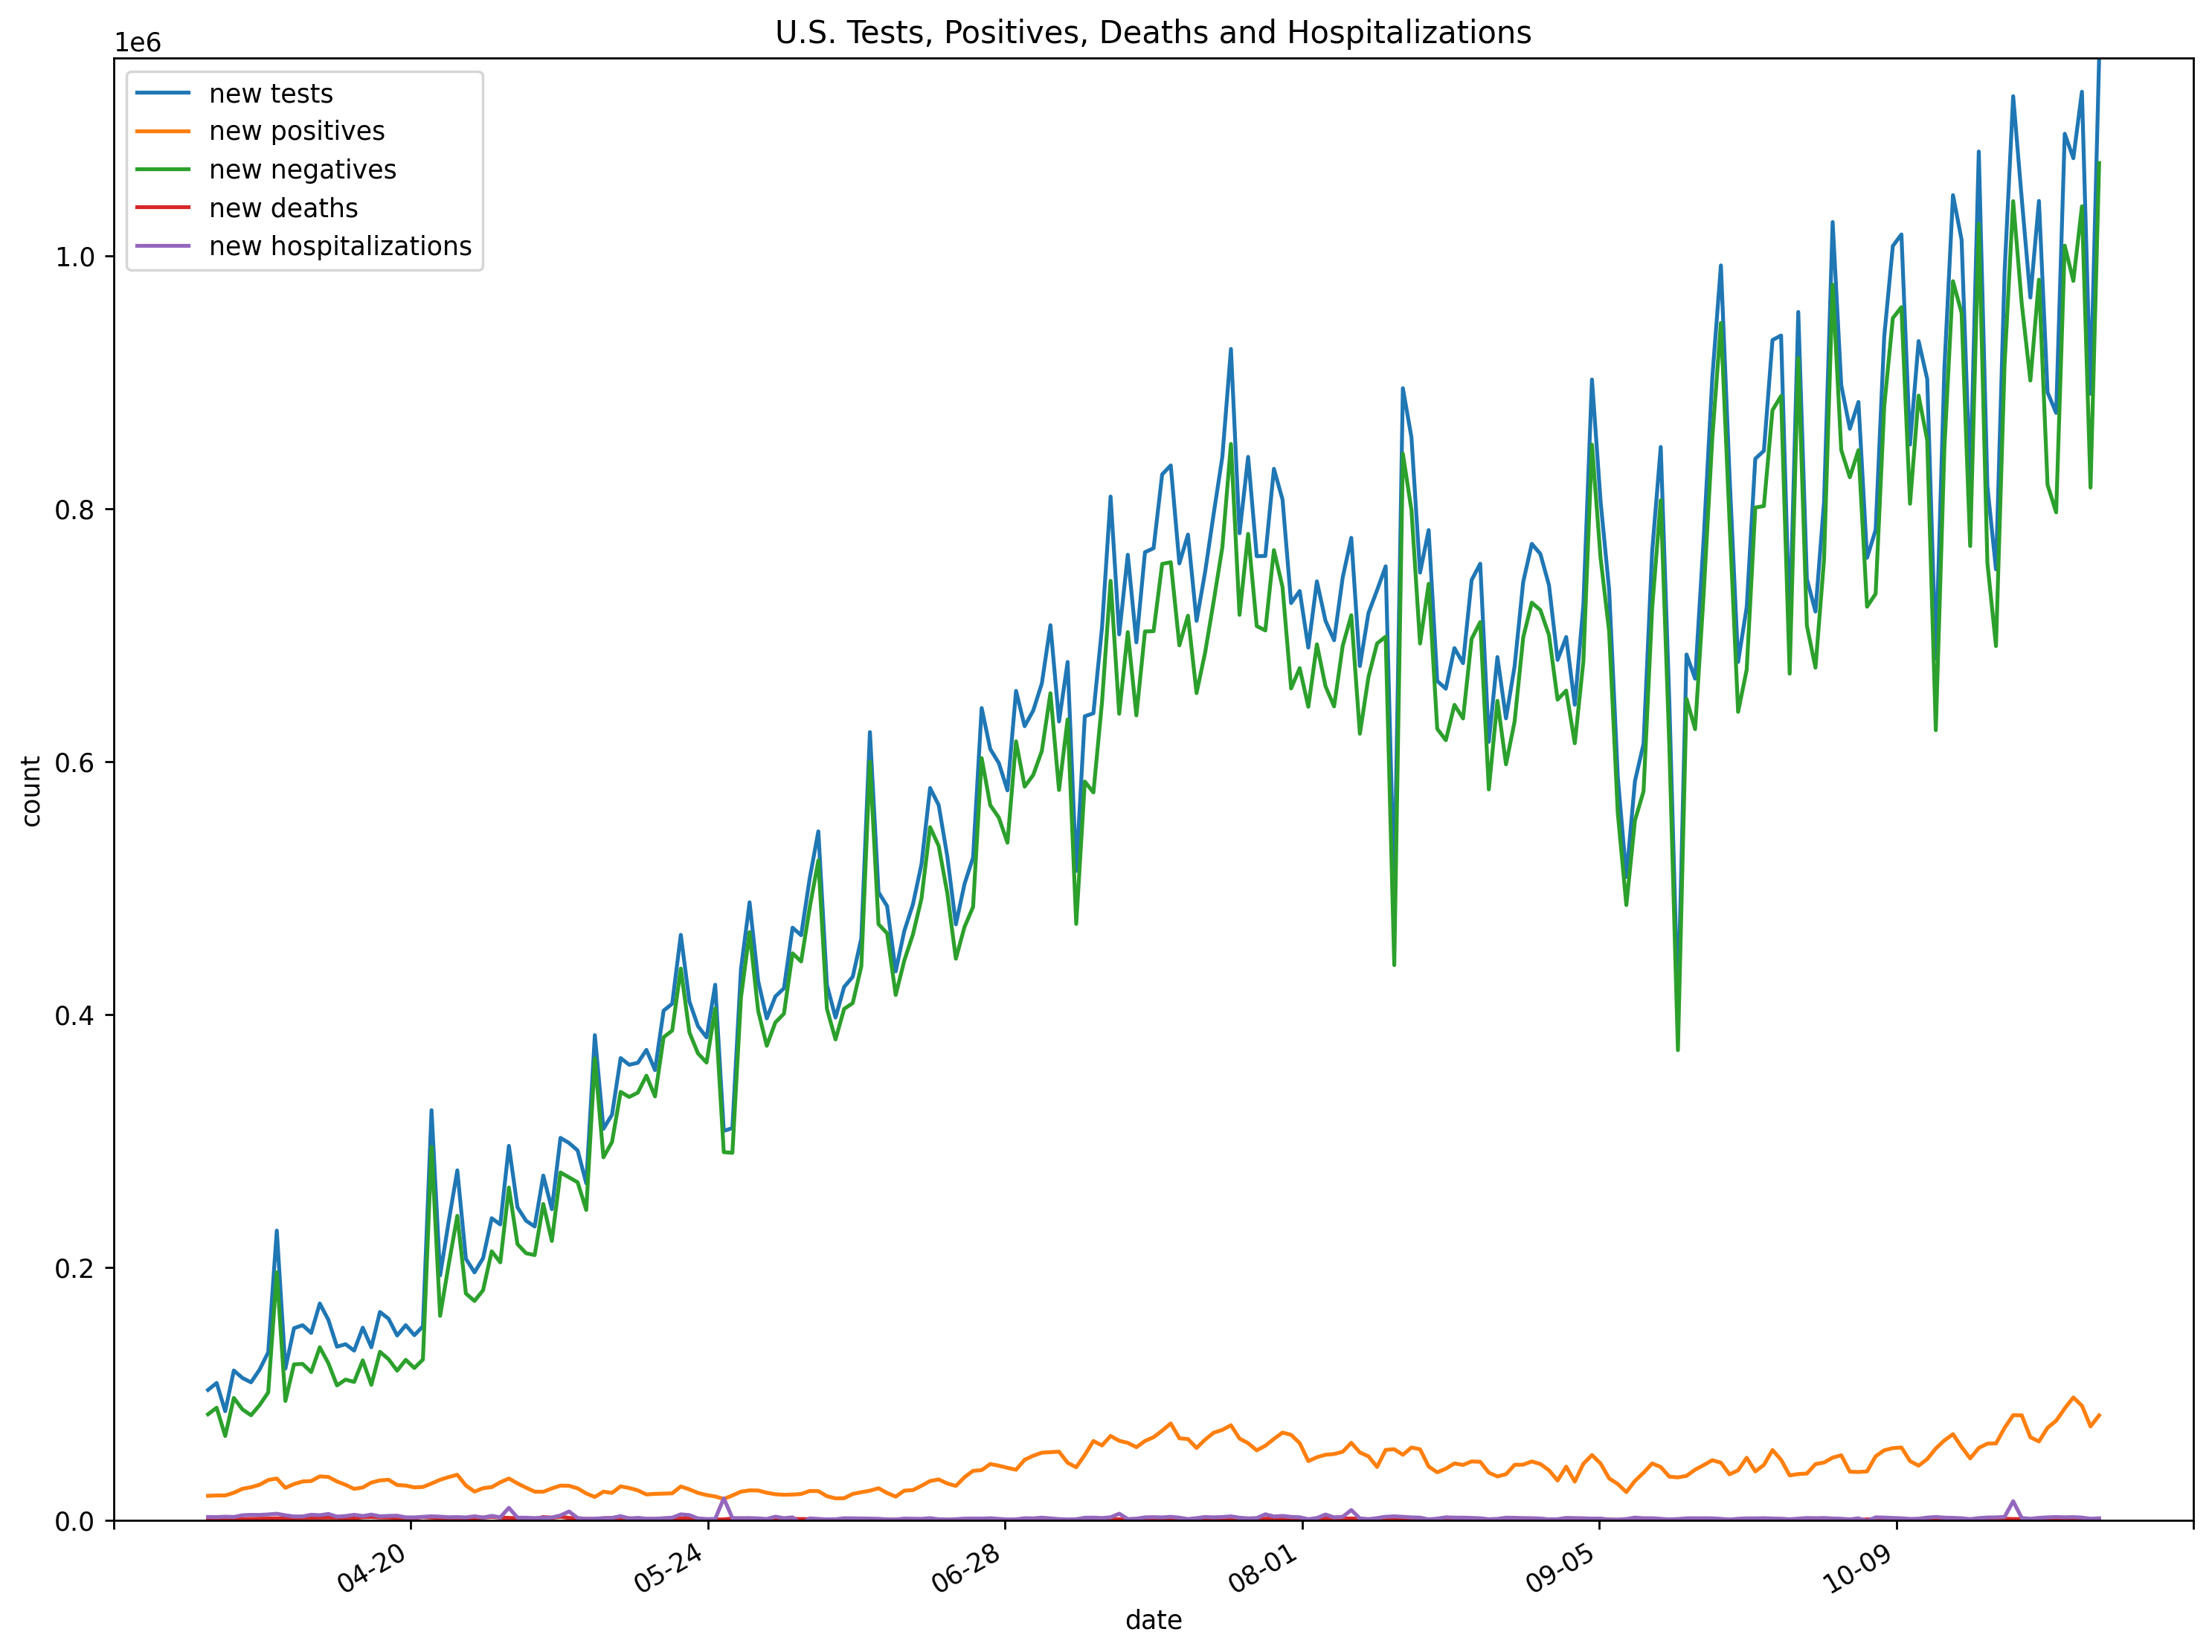 U.S. Tests, Positives, Deaths and Hospitalizations
1e6
new tests
new positives
new negatives
new deaths
new hospitalizations
1.0
0.8
0.6
0.4
0.2
0.0
count
04-20
05-24
06-28
08-01
09-05
10-09
date